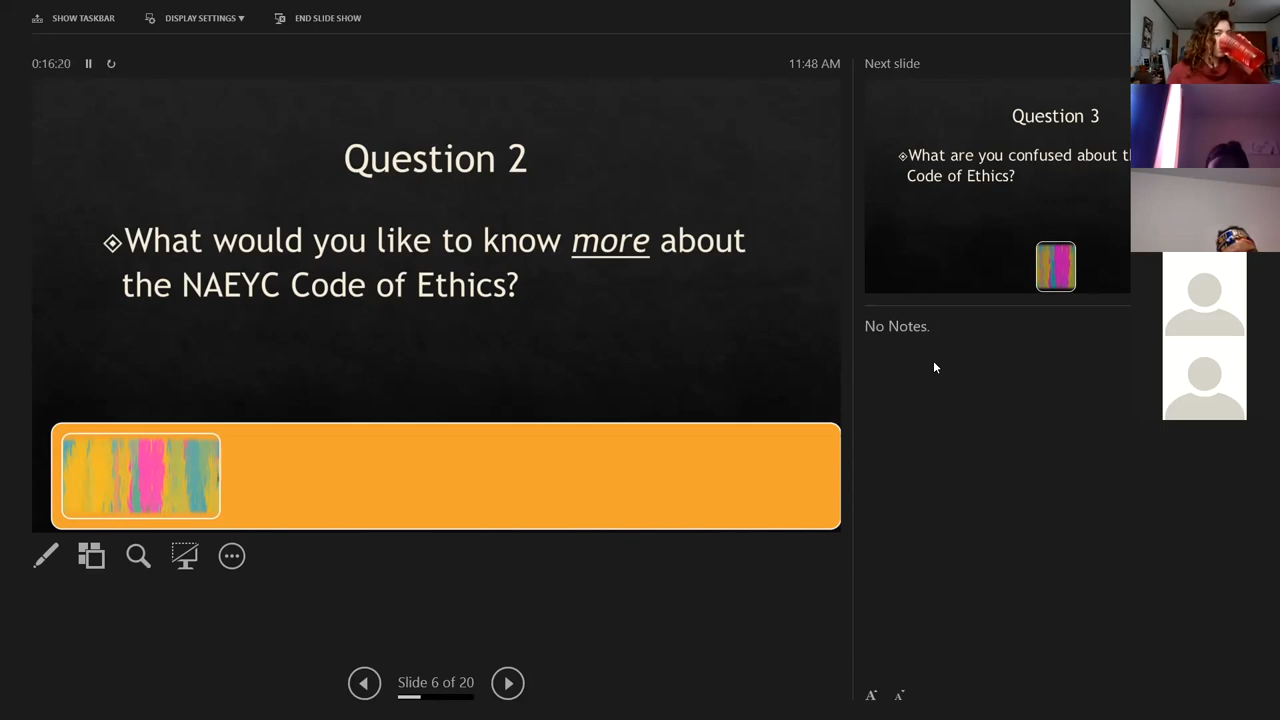 SHOW TASKBAR
DISPLAY SETTINGS ▼
END SLIDE SHOW
0:16:20
11:48 AM
Question 2
What would you like to know more about
the NAEYC Code of Ethics?
Slide 6 of 20
Next slide
Question 3
What are you confused about
Code of Ethics?
No Notes.
A
A